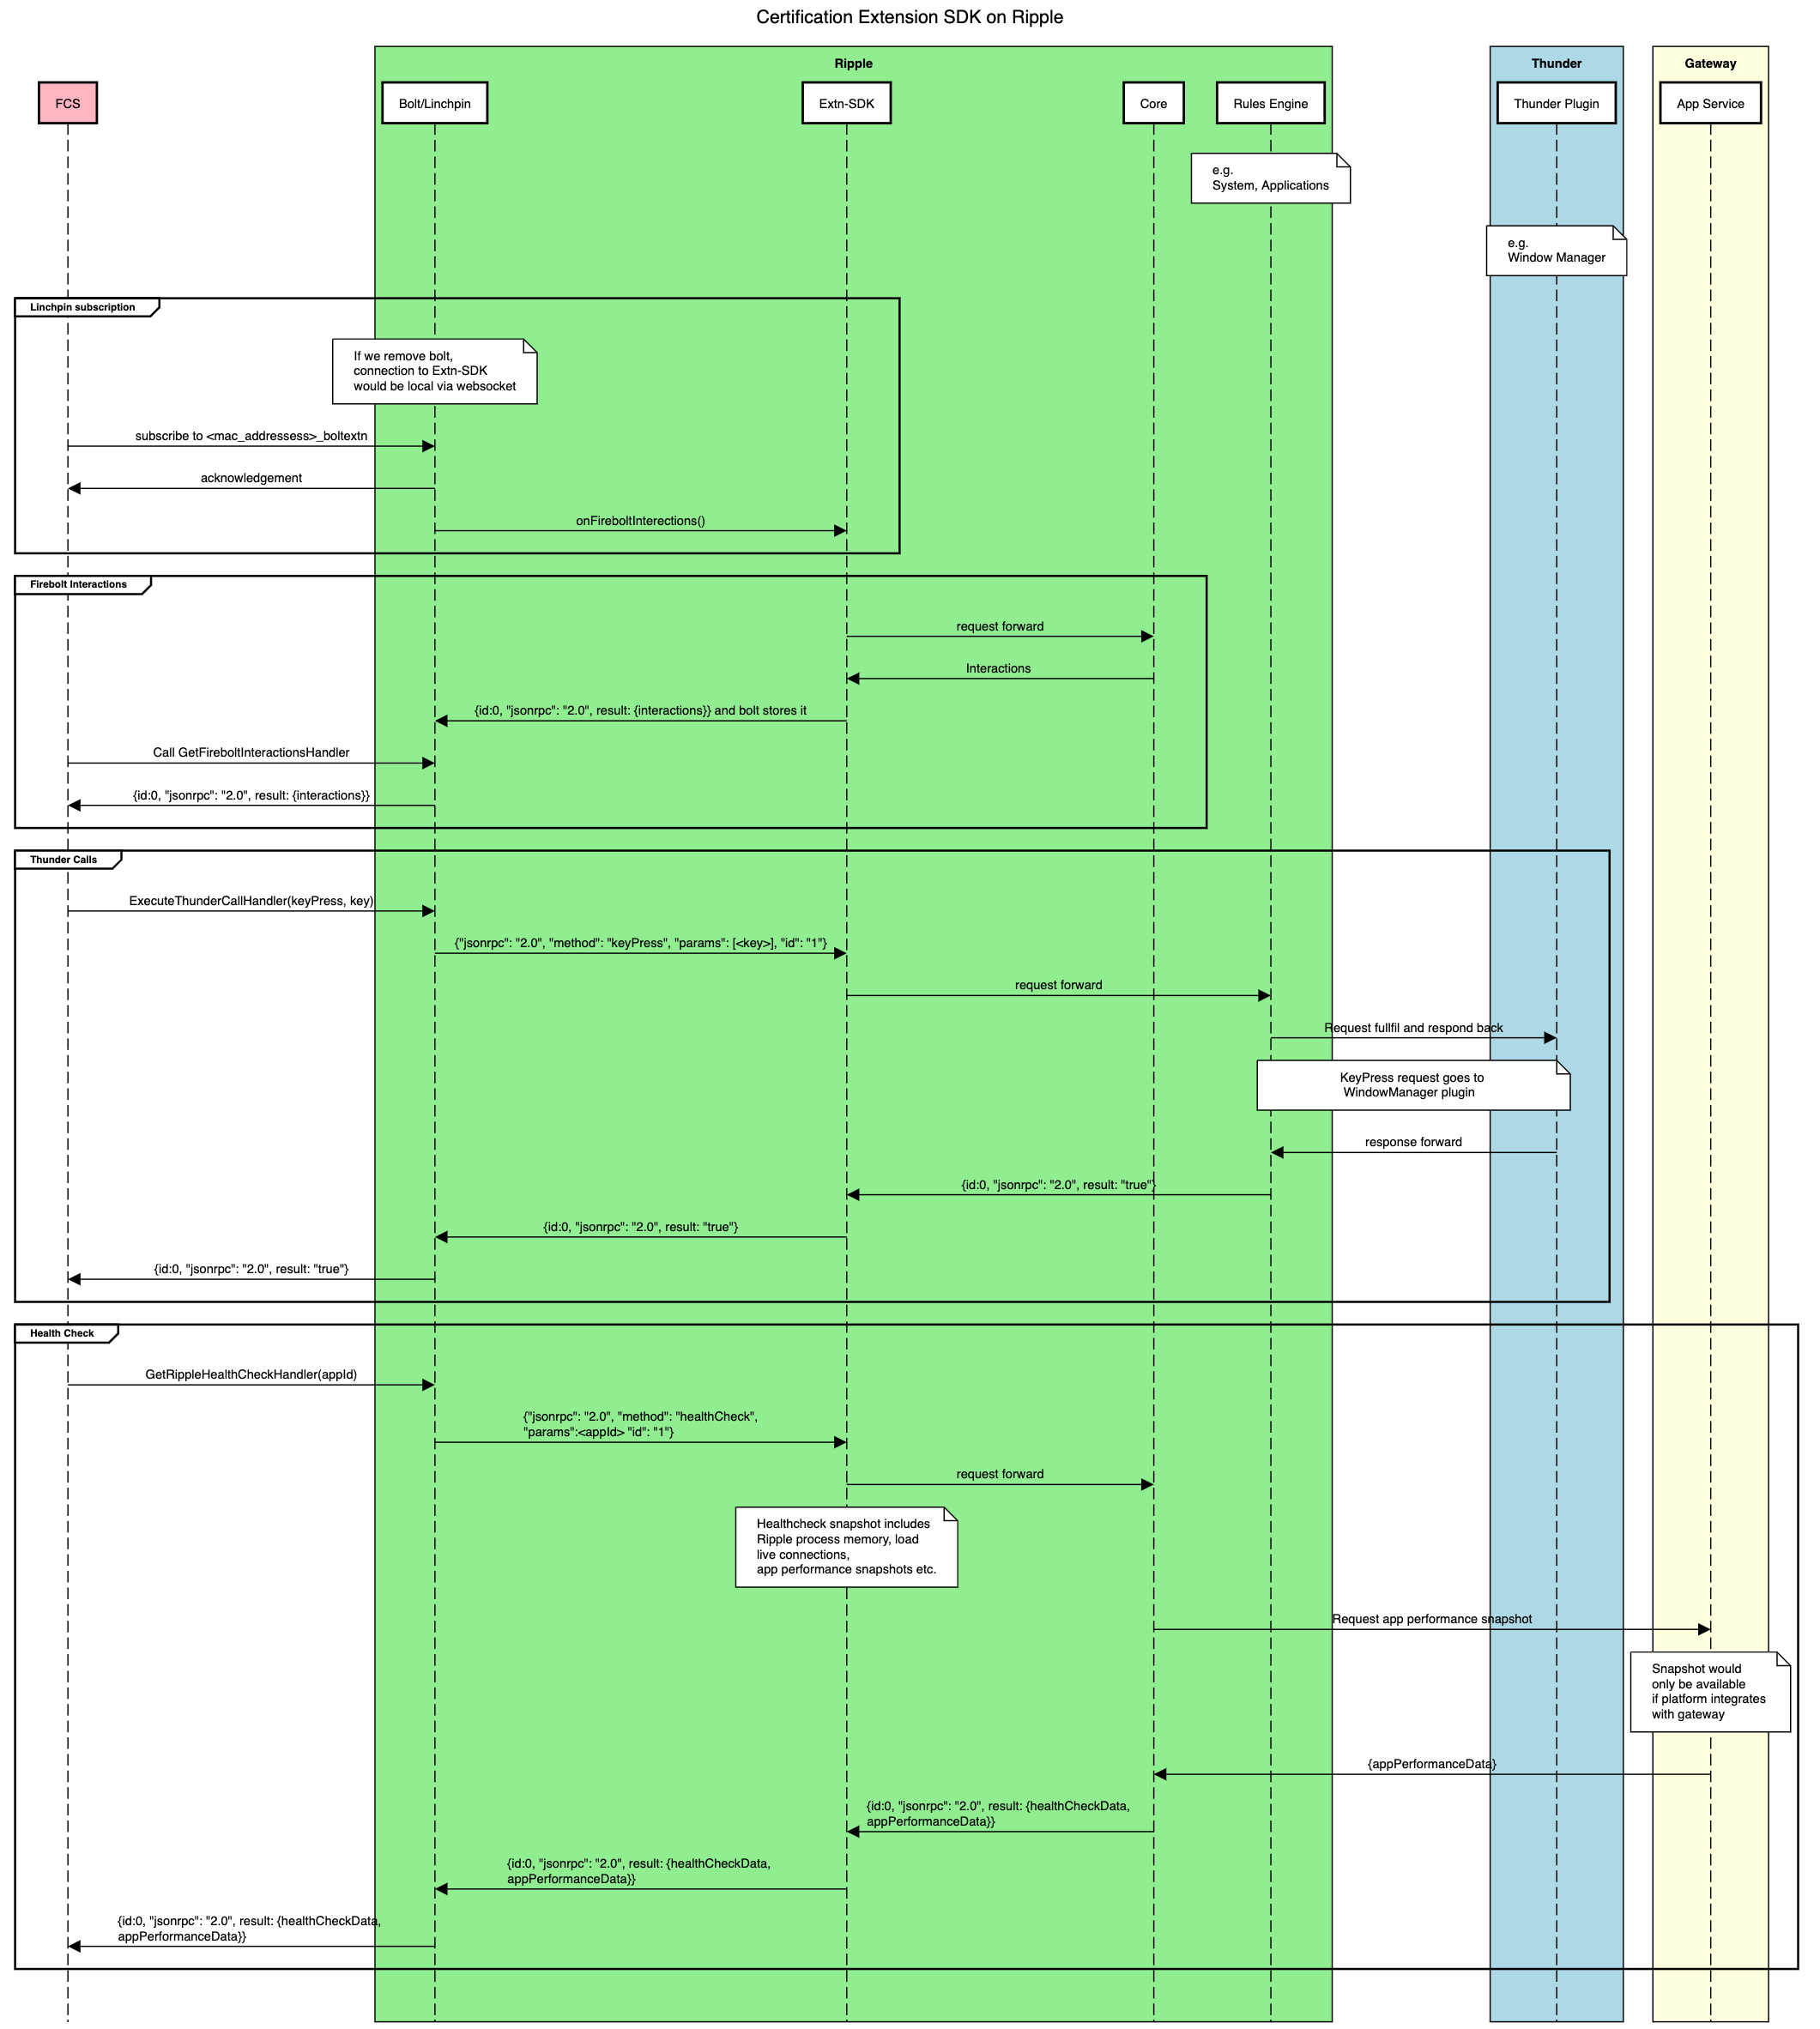 Certification Extension SDK on Ripple
Ripple
Thunder
Gateway
FCS
Bolt/Linchpin
Extn-SDK
Core
Rules Engine
Thunder Plugin
App Service
e.g.
System, Applications
e.g.
Window Manager
Linchpin subscription
If we remove bolt,
connection to Extn-SDK
would be local via websocket
subscribe to <mac_addressess>_boltextn
acknowledgement
onFireboltInterections()
Firebolt Interactions
request forward
Interactions
{id:0, "jsonrpc": "2.0", result: {interactions}} and bolt stores it
Call GetFireboltInteractionsHandler
{id:0, "jsonrpc": "2.0", result: {interactions}}
Thunder Calls
ExecuteThunderCallHandler(keyPress, key)
{"jsonrpc": "2.0", "method": "keyPress", "params": [<key>], "id": "1"}
request forward
Request fullfil and respond back
KeyPress request goes to
WindowManager plugin
response forward
{id:0, "jsonrpc": "2.0", result: "true"}
{id:0, "jsonrpc": "2.0", result: "true"}
{id:0, "jsonrpc": "2.0", result: "true"}
Health Check
GetRippleHealthCheckHandler(appId)
{"jsonrpc": "2.0", "method": "healthCheck",
"params":<appId> "id": "1"}
request forward
Healthcheck snapshot includes
Ripple process memory, load
live connections,
app performance snapshots etc.
Request app performance snapshot
Snapshot would
only be available
if platform integrates
with gateway
{appPerformanceData}
{id:0, "jsonrpc": "2.0", result: {healthCheckData,
appPerformanceData}}
{id:0, "jsonrpc": "2.0", result: {healthCheckData,
appPerformanceData}}
{id:0, "jsonrpc": "2.0", result: {healthCheckData,
appPerformanceData}}